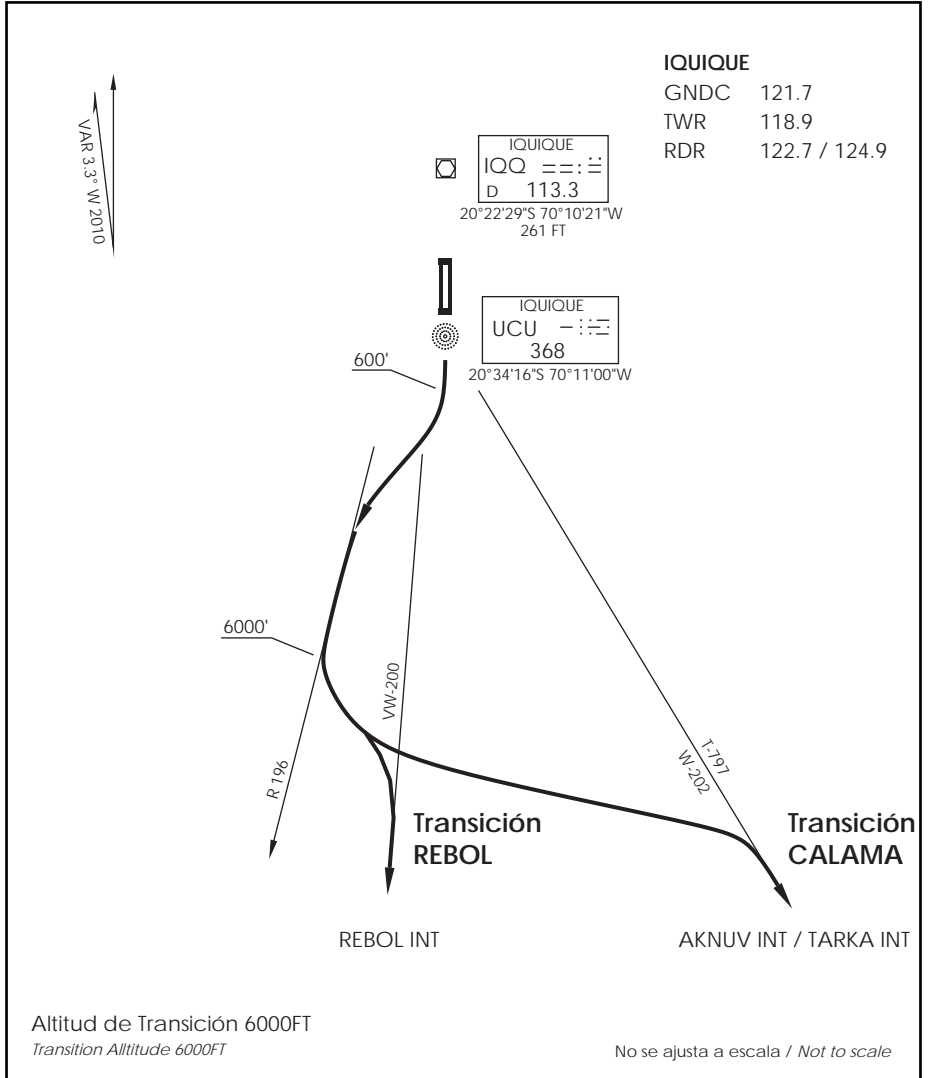 IQUIQUE
GNDC 121.7
TWR 118.9
RDR 122.7 / 124.9
VAR 3.3° W 2010
IQUIQUE
IQQ
D 113.3
20°22'29"S 70°10'21"W
261 FT
IQUIQUE
UCU
368
20°34'16"S 70°11'00"W
600'
6000'
R 196
VW-200
T-797
W-202
Transición
REBOL
Transición
CALAMA
REBOL INT
AKNUV INT / TARKA INT
Altitud de Transición 6000FT
Transition Alltitude 6000FT
No se ajusta a escala / Not to scale